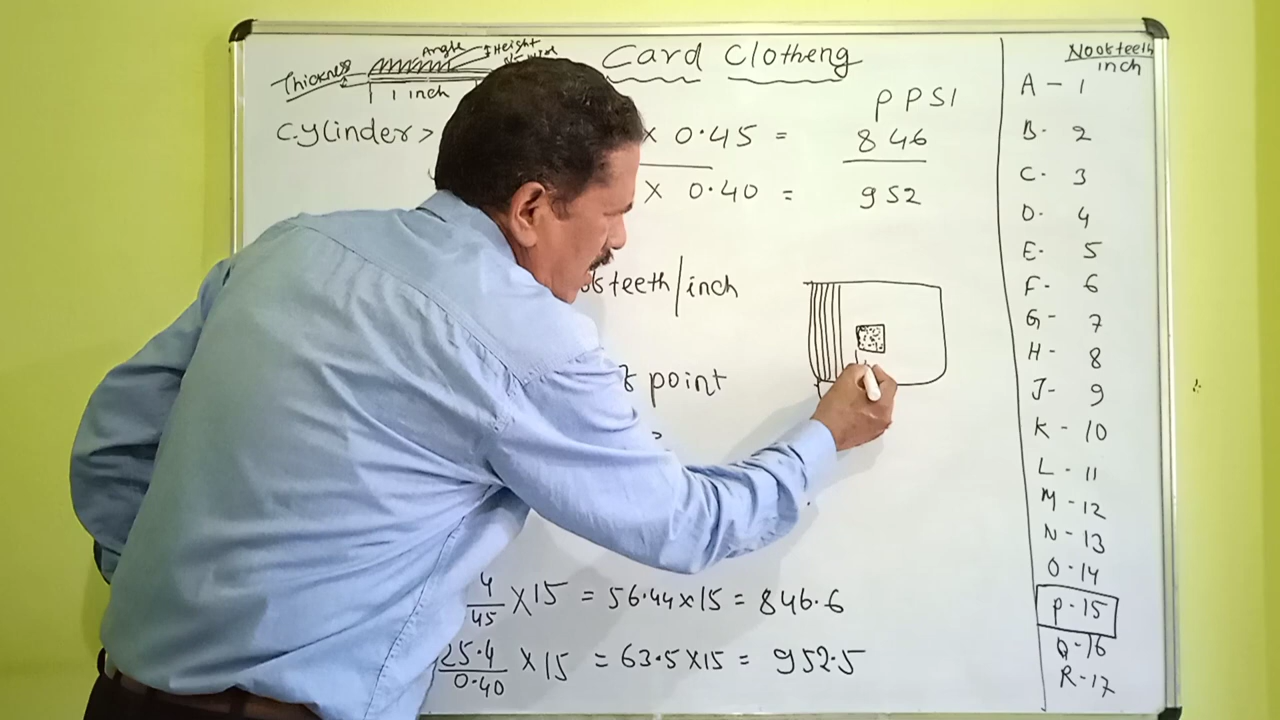 Card Clotheng
Angle
Height
Thickness
1 inch
PPSI
Cylinder >
x 0.45 = 846
x 0.40 = 952
teeth/inch
point
4/45 x 15 = 56.44 x 15 = 846.6
25.4/0.40 x 15 = 63.5 x 15 = 952.5
No of teeth
inch
A - 1
B - 2
C - 3
D - 4
E - 5
F - 6
G - 7
H - 8
J - 9
K - 10
L - 11
M - 12
N - 13
O - 14
P - 15
Q - 16
R - 17